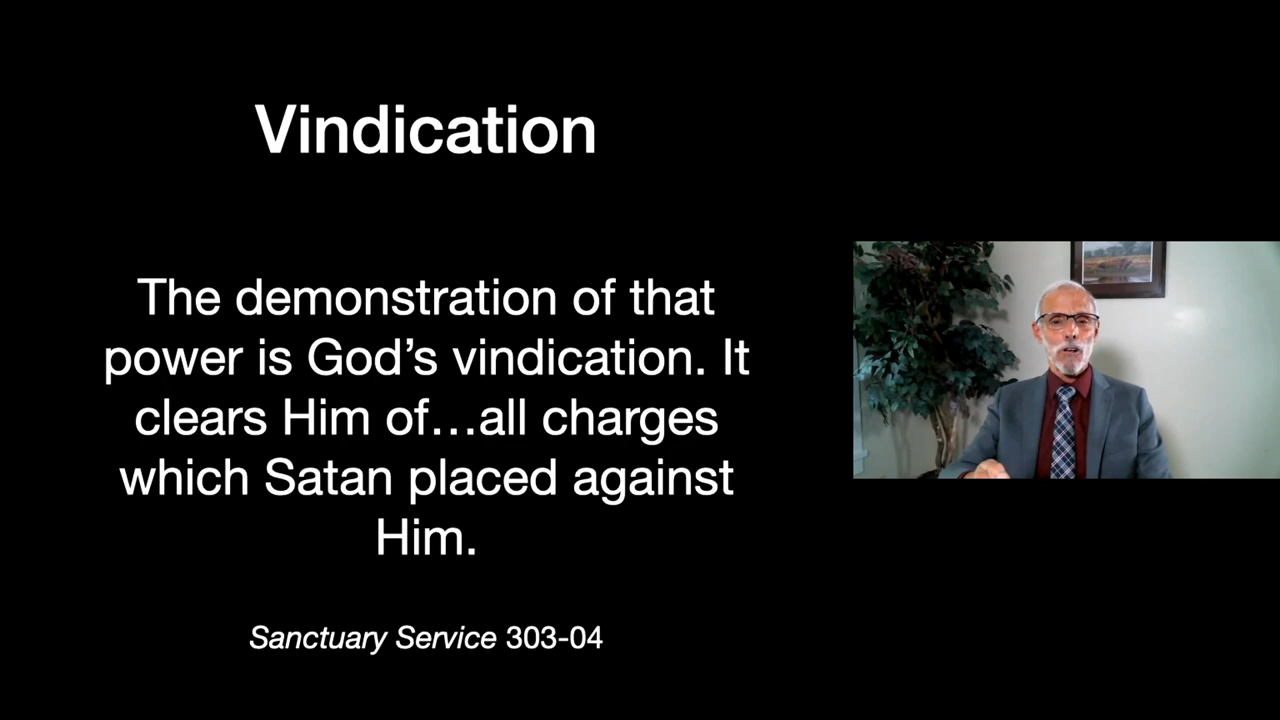 Vindication
The demonstration of that
power is God’s vindication. It
clears Him of…all charges
which Satan placed against
Him.
Sanctuary Service 303-04